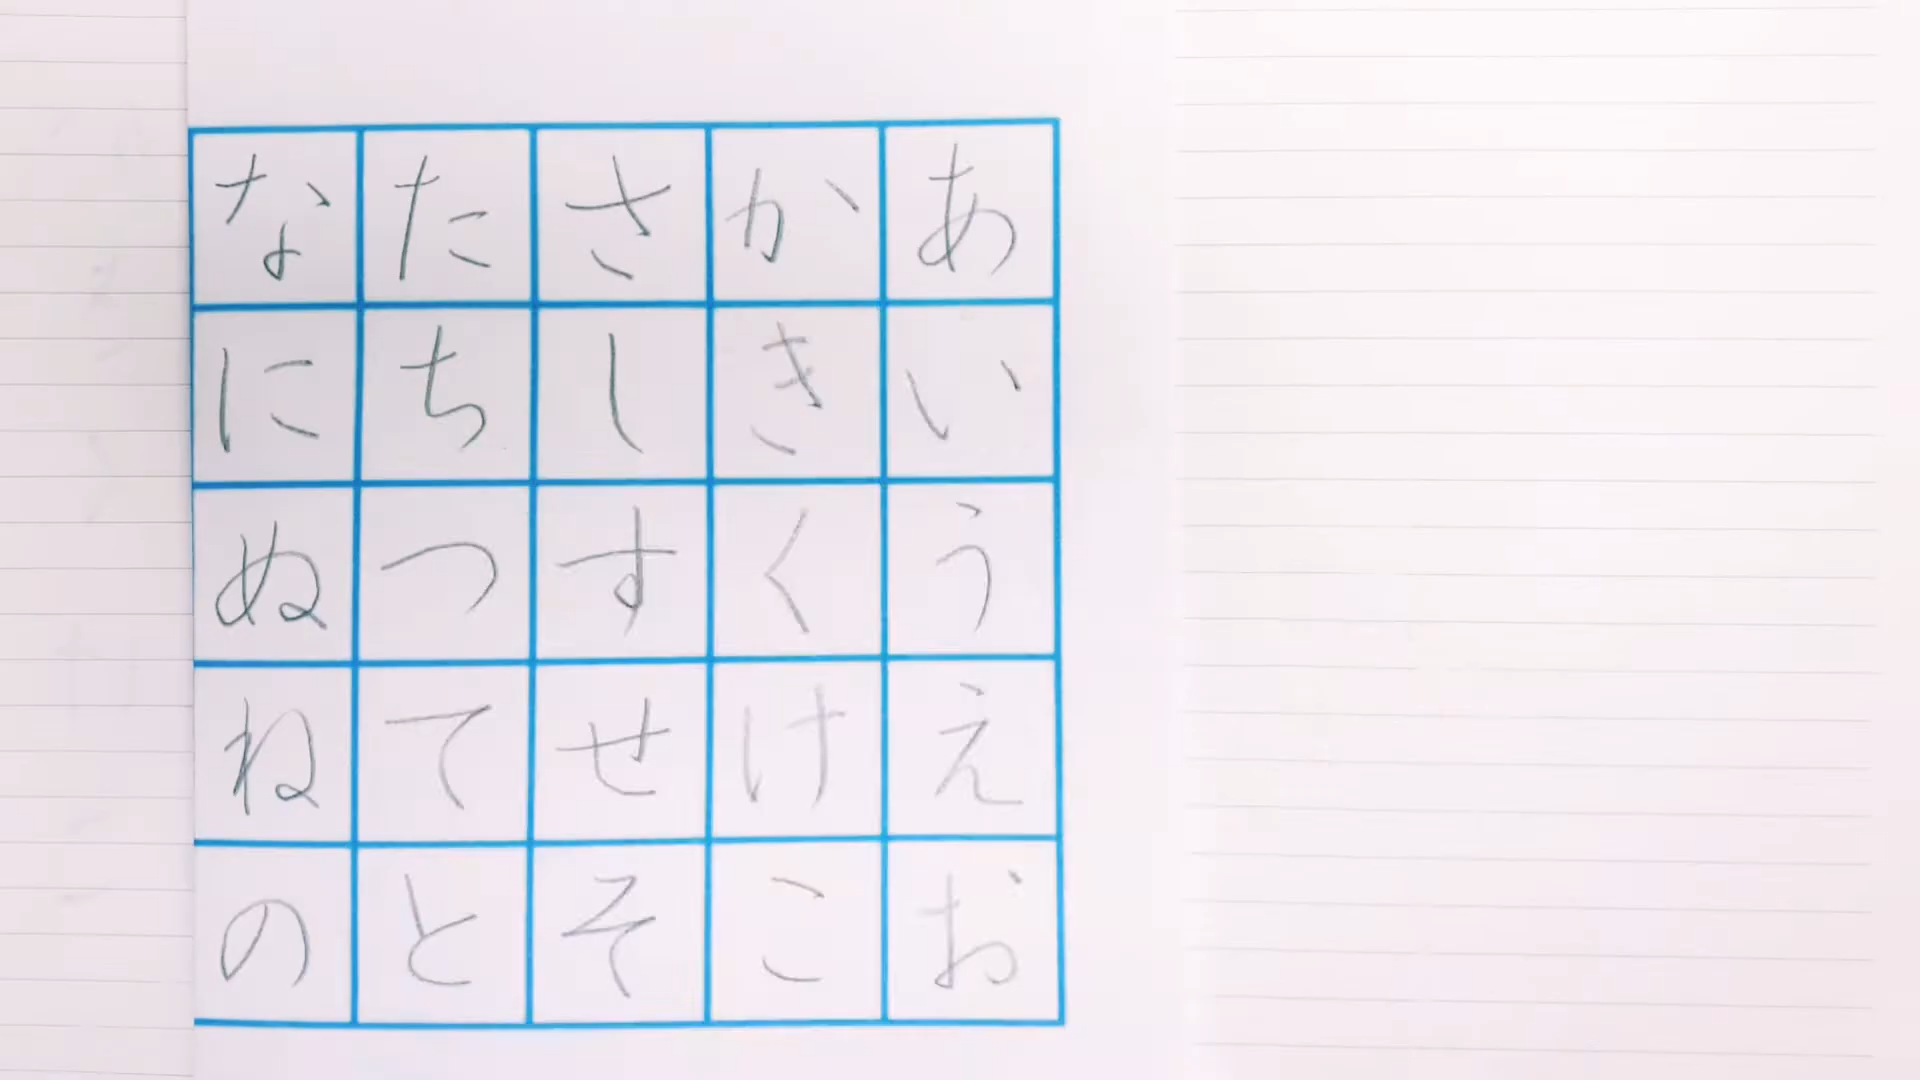 あいうえお
かきくけこ
さしすせそ
たちつてと
なにぬねの